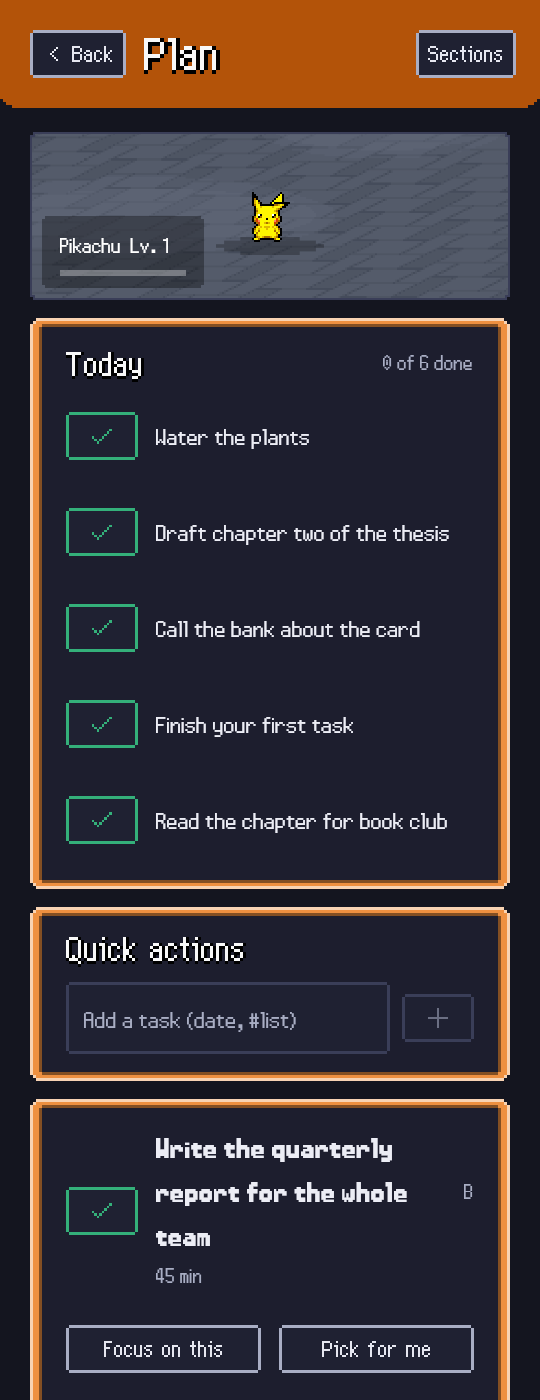 Back
Plan
Sections
Pikachu Lv.1
Today
0 of 6 done
Water the plants
Draft chapter two of the thesis
Call the bank about the card
Finish your first task
Read the chapter for book club
Quick actions
Add a task (date, #list)
Write the quarterly
report for the whole
team
B
45 min
Focus on this
Pick for me